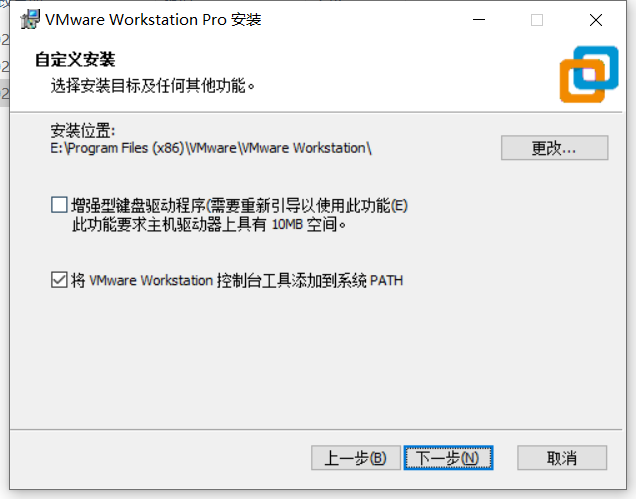 VMware Workstation Pro 安装
自定义安装
选择安装目标及任何其他功能。
安装位置:
E:\Program Files (x86)\VMware\VMware Workstation\
更改...
增强型键盘驱动程序(需要重新引导以使用此功能(E)
此功能要求主机驱动器上具有 10MB 空间。
将 VMware Workstation 控制台工具添加到系统 PATH
上一步(B)
下一步(N)
取消